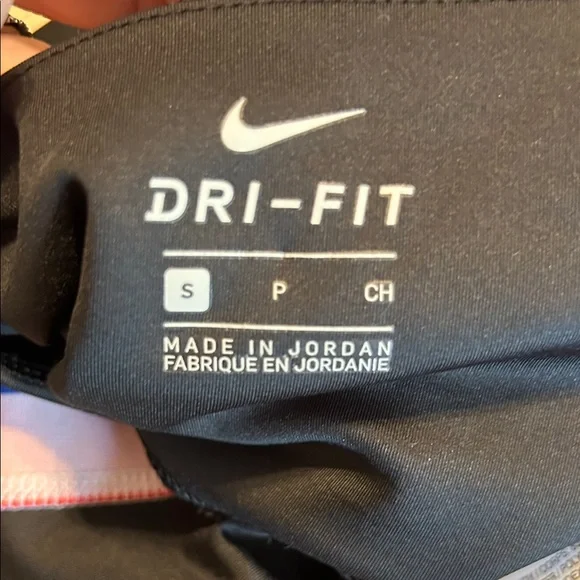 DRI-FIT
S P CH
MADE IN JORDAN
FABRIQUE EN JORDANIE